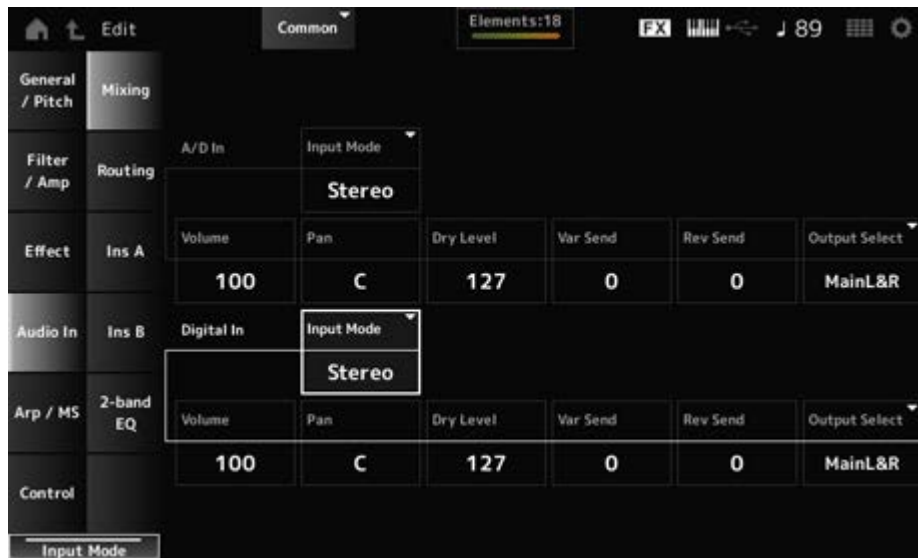 Edit
Common
Elements:18
FX
♩ 89
General / Pitch
Mixing
Filter / Amp
Routing
A/D In
Input Mode
Stereo
Effect
Ins A
Volume
Pan
Dry Level
Var Send
Rev Send
Output Select
100
C
127
0
0
MainL&R
Audio In
Ins B
Digital In
Input Mode
Stereo
Arp / MS
2-band EQ
Volume
Pan
Dry Level
Var Send
Rev Send
Output Select
100
C
127
0
0
MainL&R
Control
Input Mode